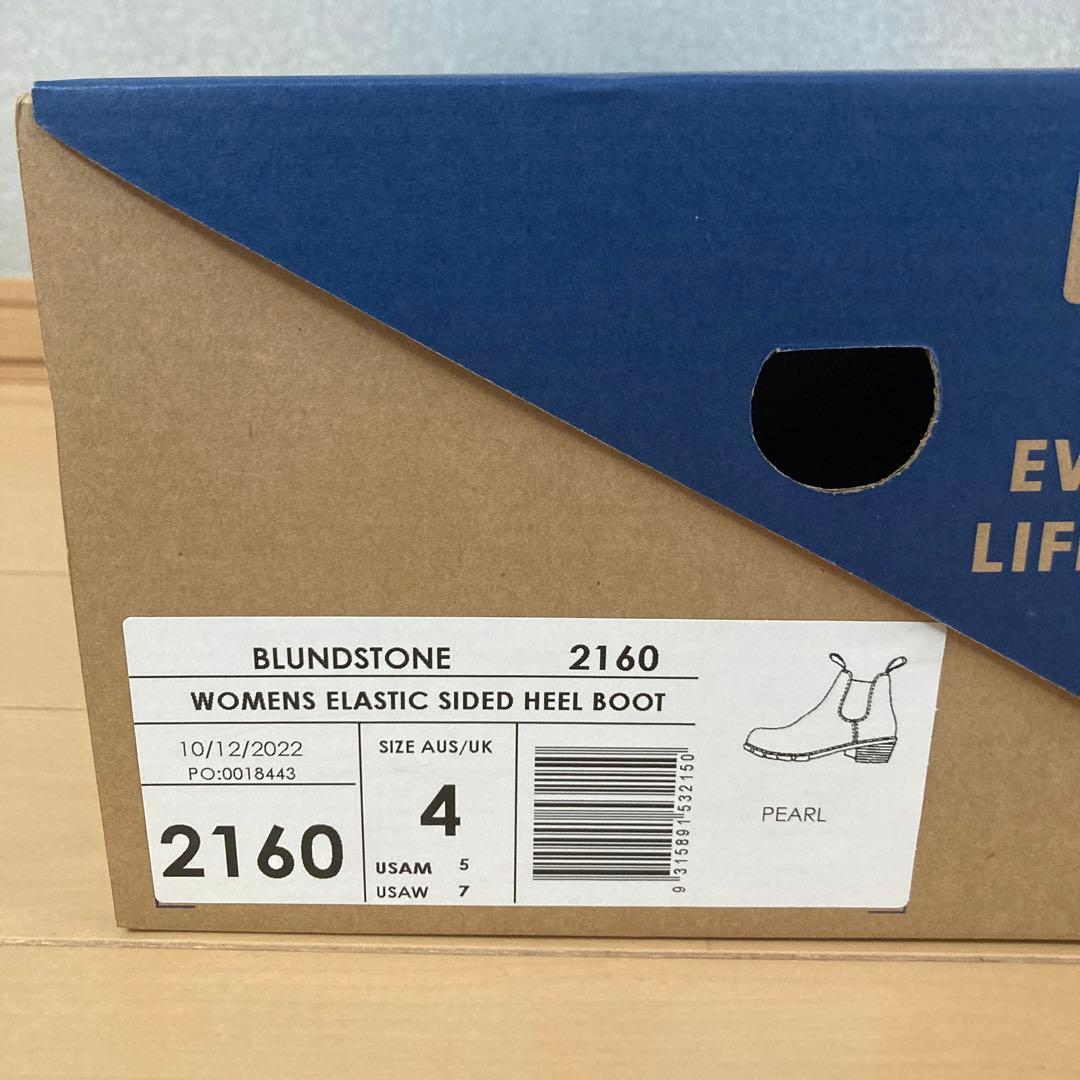 EV
LIF
BLUNDSTONE 2160
WOMENS ELASTIC SIDED HEEL BOOT
10/12/2022
PO:0018443
2160
SIZE AUS/UK
4
USAM 5
USAW 7
9 315891 532150
PEARL